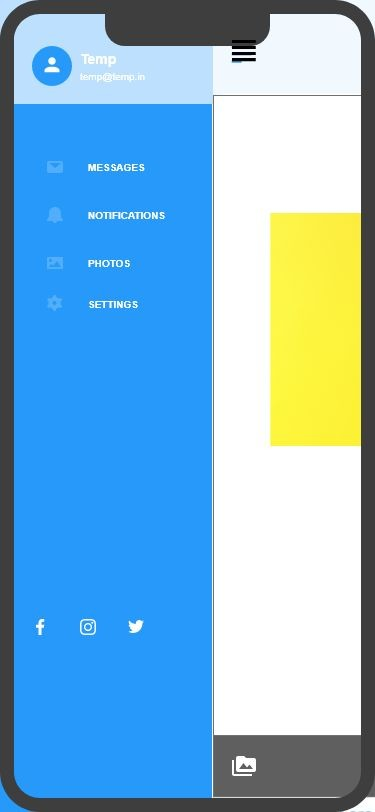 Temp
temp@temp.in
MESSAGES
NOTIFICATIONS
PHOTOS
SETTINGS